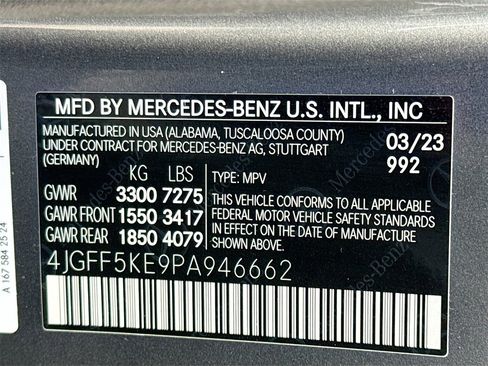 MFD BY MERCEDES-BENZ U.S. INTL., INC
MANUFACTURED IN USA (ALABAMA, TUSCALOOSA COUNTY)
UNDER CONTRACT FOR MERCEDES-BENZ AG, STUTTGART
(GERMANY)
03/23
992
KG LBS
TYPE: MPV
GVWR 3300 7275
GAWR FRONT 1550 3417
GAWR REAR 1850 4079
THIS VEHICLE CONFORMS TO ALL APPLICABLE
FEDERAL MOTOR VEHICLE SAFETY STANDARDS
IN EFFECT ON THE DATE OF MANUFACTURE
SHOWN ABOVE.
4JGFF5KE9PA946662
A 167 584 25 24